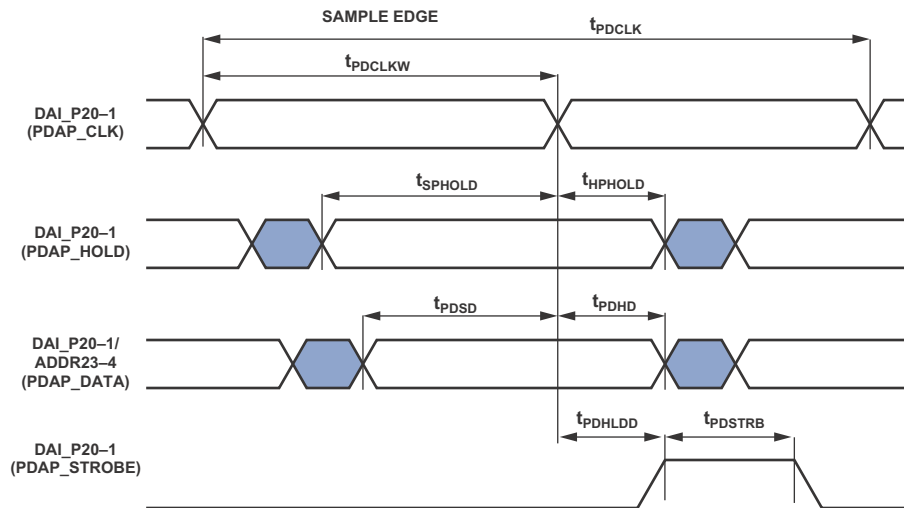 SAMPLE EDGE
tPDCLK
tPDCLKW
DAI_P20–1
(PDAP_CLK)
tSPHOLD
tHPHOLD
DAI_P20–1
(PDAP_HOLD)
tPDSD
tPDHD
DAI_P20–1/
ADDR23–4
(PDAP_DATA)
tPDHLDD
tPDSTRB
DAI_P20–1
(PDAP_STROBE)